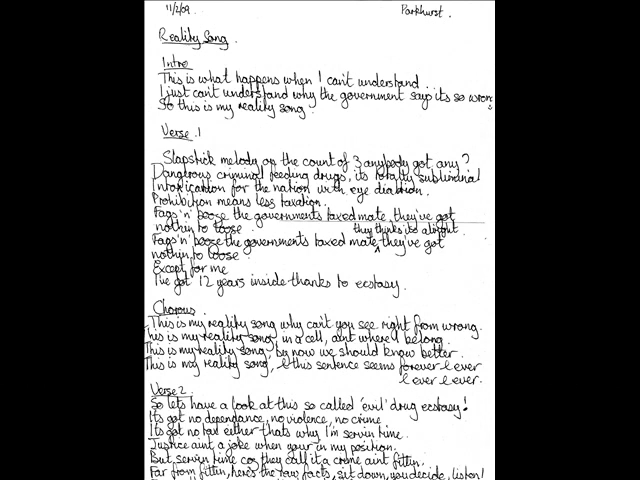 11/2/09. Parkhurst.
Reality Song.
Intro
This is what happens when I can't understand...
I just can't understand why the government says its so wrong
So this is my reality song.
Verse.1
Slapstick melody on the count of 3 anybody got any?
Dangerous criminal feeding drugs, its totally subliminal
Intoxication for the nation with eye dialtion.
Prohibition means less taxation.
Fags 'n' boose the governments taxed mate, they've got
nothin to loose
they thinks its alright
Fags 'n' boose the governments taxed mate ^ they've got
nothin to loose.
Except for me
I've got 12 years inside thanks to ecstasy.
Chorous
This is my reality song why can't you see right from wrong.
This is my reality song, in a cell, aint where I belong
This is my reality song, by now we should know better.
This is my reality song, & this sentence seems forever & ever
& ever & ever.
Verse 2
So lets have a look at this so called 'evil' drug ecstasy!
Its got no dependance, no violence, no crime
Its got no tax either thats why I'm servin time.
Justice aint a joke when your in my position.
But servin time cos they call it a crime aint fittin.
Far from fittin, here's the raw facts, sit down, you decide, listen!